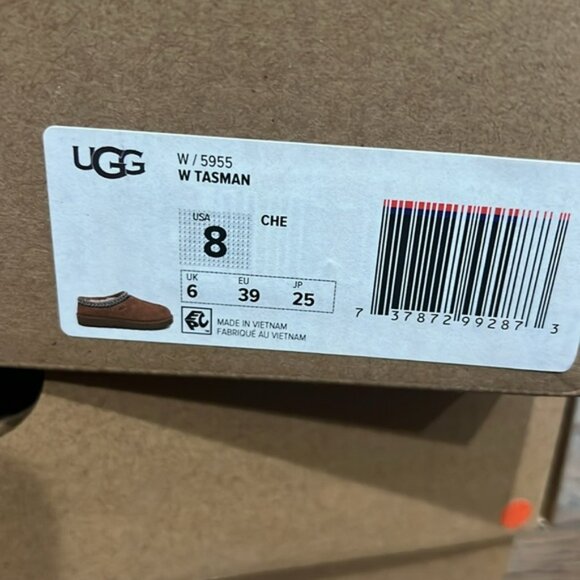 UGG
W / 5955
W TASMAN
USA
8
CHE
UK EU JP
6 39 25
MADE IN VIETNAM
FABRIQUÉ AU VIETNAM
7 37872 99287 3